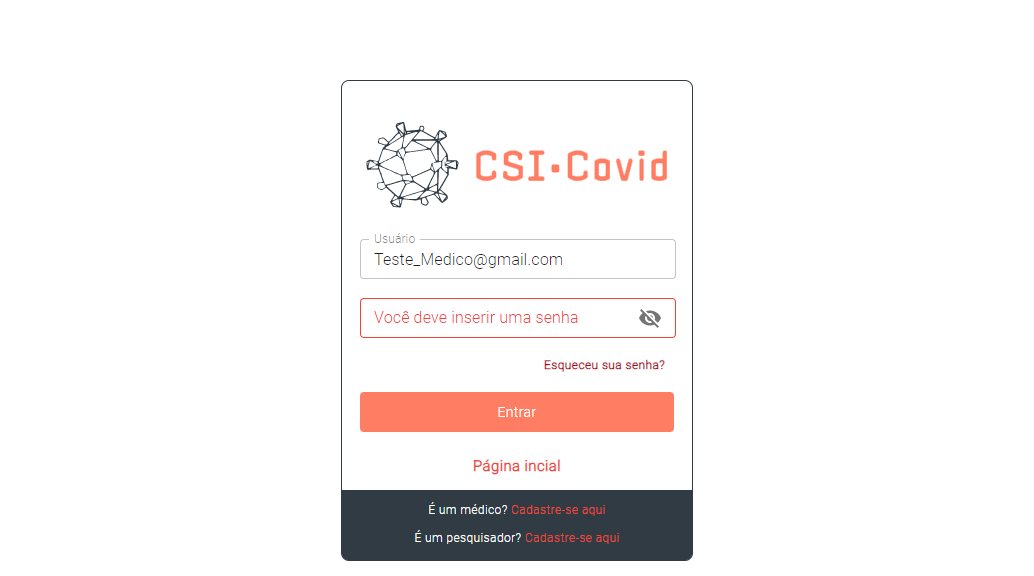 CSI·Covid
Usuário
Teste_Medico@gmail.com
Você deve inserir uma senha
Esqueceu sua senha?
Entrar
Página incial
É um médico? Cadastre-se aqui
É um pesquisador? Cadastre-se aqui